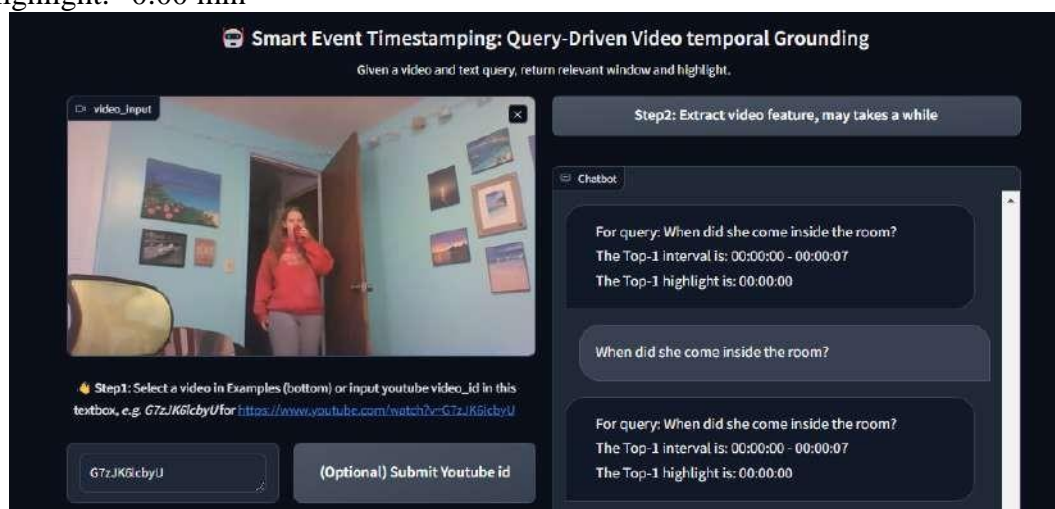 Smart Event Timestamping: Query-Driven Video temporal Grounding
Given a video and text query, return relevant window and highlight.
video_input
Step1: Select a video in Examples (bottom) or input youtube video_id in this
textbox, e.g. G7zJK6lcbyU for https://www.youtube.com/watch?v=G7zJK6lcbyU
G7zJK6lcbyU
(Optional) Submit Youtube id
Step2: Extract video feature, may takes a while
Chatbot
For query: When did she come inside the room?
The Top-1 interval is: 00:00:00 - 00:00:07
The Top-1 highlight is: 00:00:00
When did she come inside the room?
For query: When did she come inside the room?
The Top-1 interval is: 00:00:00 - 00:00:07
The Top-1 highlight is: 00:00:00